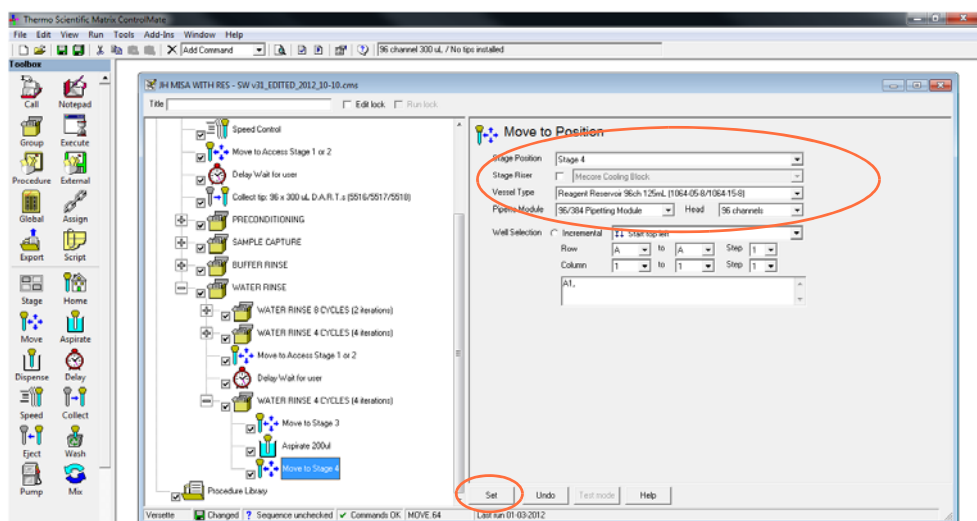 Thermo Scientific Matrix ControlMate
File Edit View Run Tools Add-Ins Window Help
Add Command 96 channel 300 uL / No tips installed
Toolbox
Call Notepad
Group Execute
Procedure External
Global Assign
Export Script
Stage Home
Move Aspirate
Dispense Delay
Speed Collect
Eject Wash
Pump Mix
JH MISA WITH RES - SW v31_EDITED_2012_10-10.cms
Title Edit lock Run lock
Speed Control
Move to Access Stage 1 or 2
Delay Wait for user
Collect tip: 96 x 300 uL D.A.R.T.s (5516/5517/5518)
PRECONDITIONING
SAMPLE CAPTURE
BUFFER RINSE
WATER RINSE
WATER RINSE 8 CYCLES (2 iterations)
WATER RINSE 4 CYCLES (4 iterations)
Move to Access Stage 1 or 2
Delay Wait for user
WATER RINSE 4 CYCLES (4 iterations)
Move to Stage 3
Aspirate 200ul
Move to Stage 4
Procedure Library
Move to Position
Stage Position Stage 4
Stage Riser Mecore Cooling Block
Vessel Type Reagent Reservoir 96ch 125mL (1064-05-8/1064-15-8)
Pipette Module 96/384 Pipetting Module Head 96 channels
Well Selection Incremental Start top left
Row A to A Step 1
Column 1 to 1 Step 1
A1,
Set Undo Test mode Help
Versette Changed Sequence unchecked Commands OK MOVE.64 Last run 01-03-2012